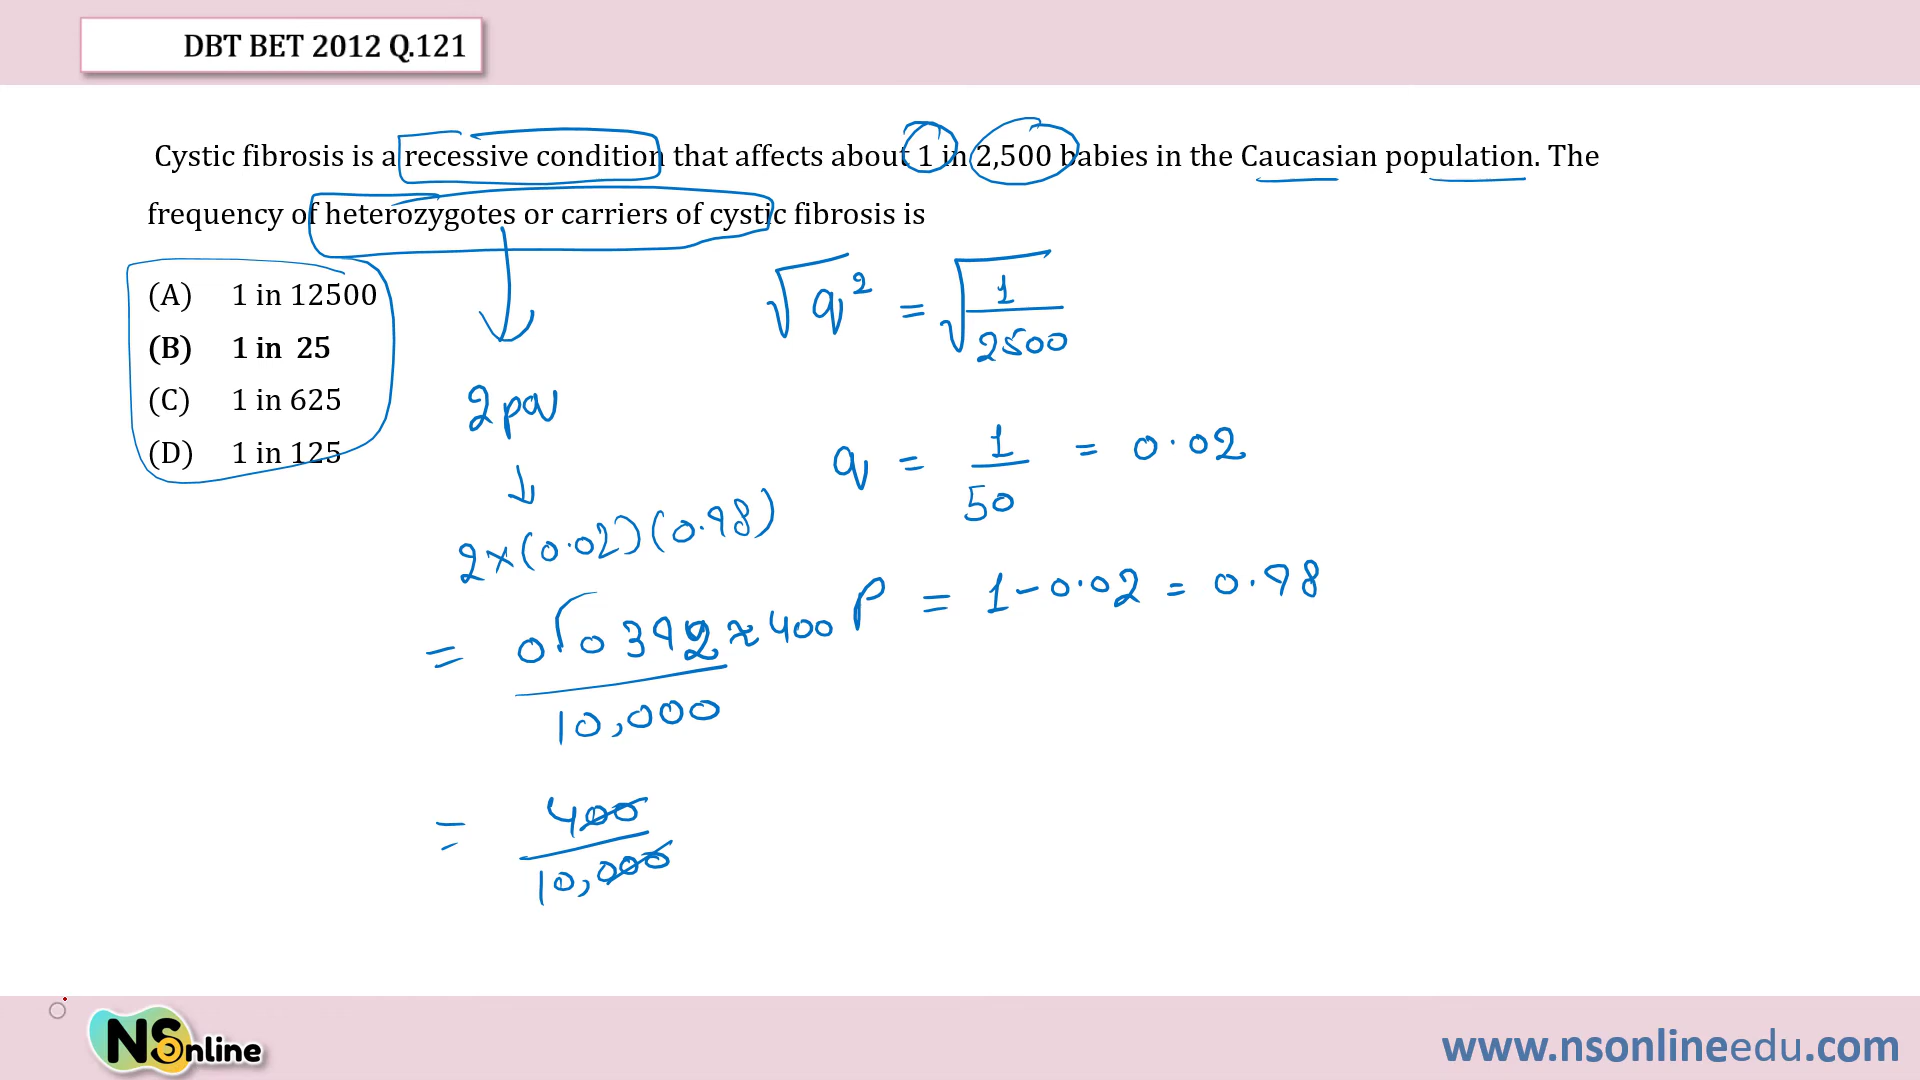 DBT BET 2012 Q.121
Cystic fibrosis is a recessive condition that affects about 1 in 2,500 babies in the Caucasian population. The
frequency of heterozygotes or carriers of cystic fibrosis is
(A) 1 in 12500
(B) 1 in 25
(C) 1 in 625
(D) 1 in 125
√q² = √1/2500
2pq
q = 1/50 = 0.02
2×(0.02)(0.98)
p = 1-0.02 = 0.98
= 0.0392 ≈ 400
10,000
= 400
10,000
NS Online
www.nsonlineedu.com